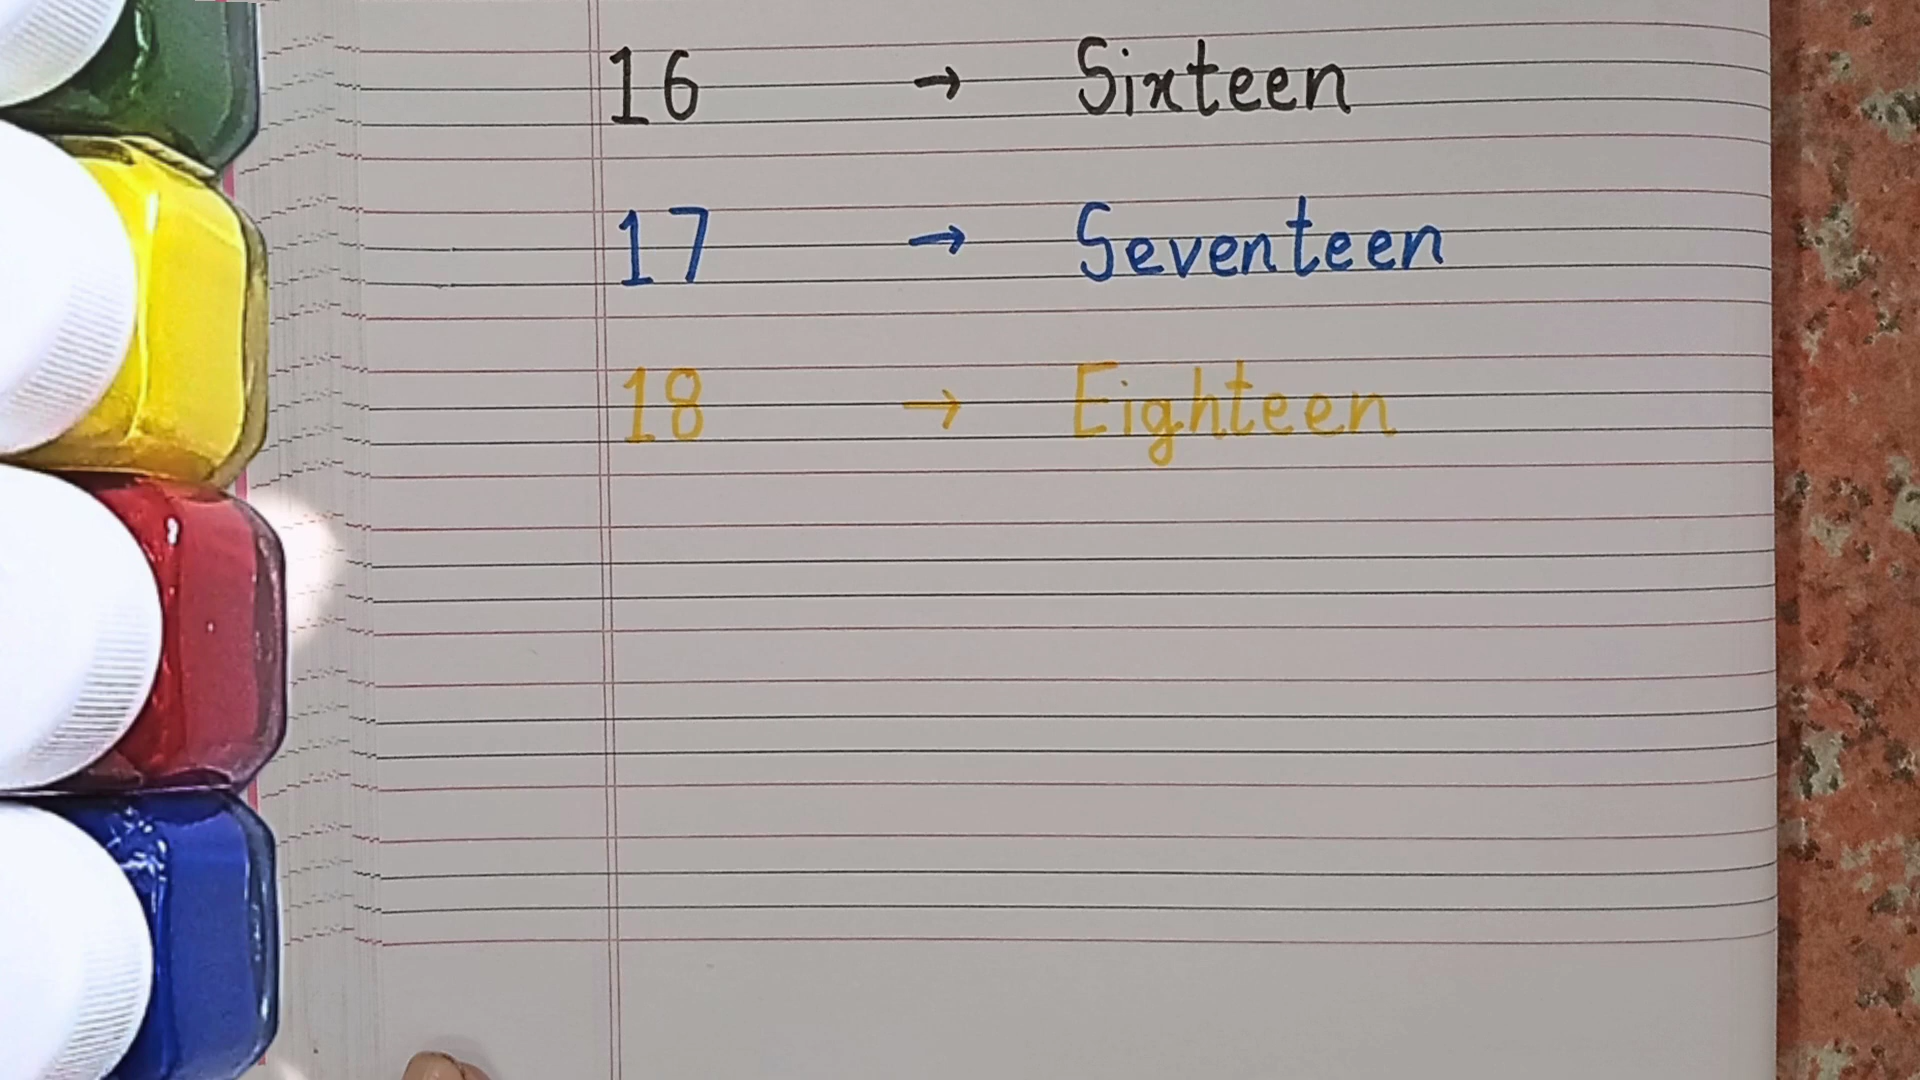 16 → Sixteen
17 → Seventeen
18 → Eighteen